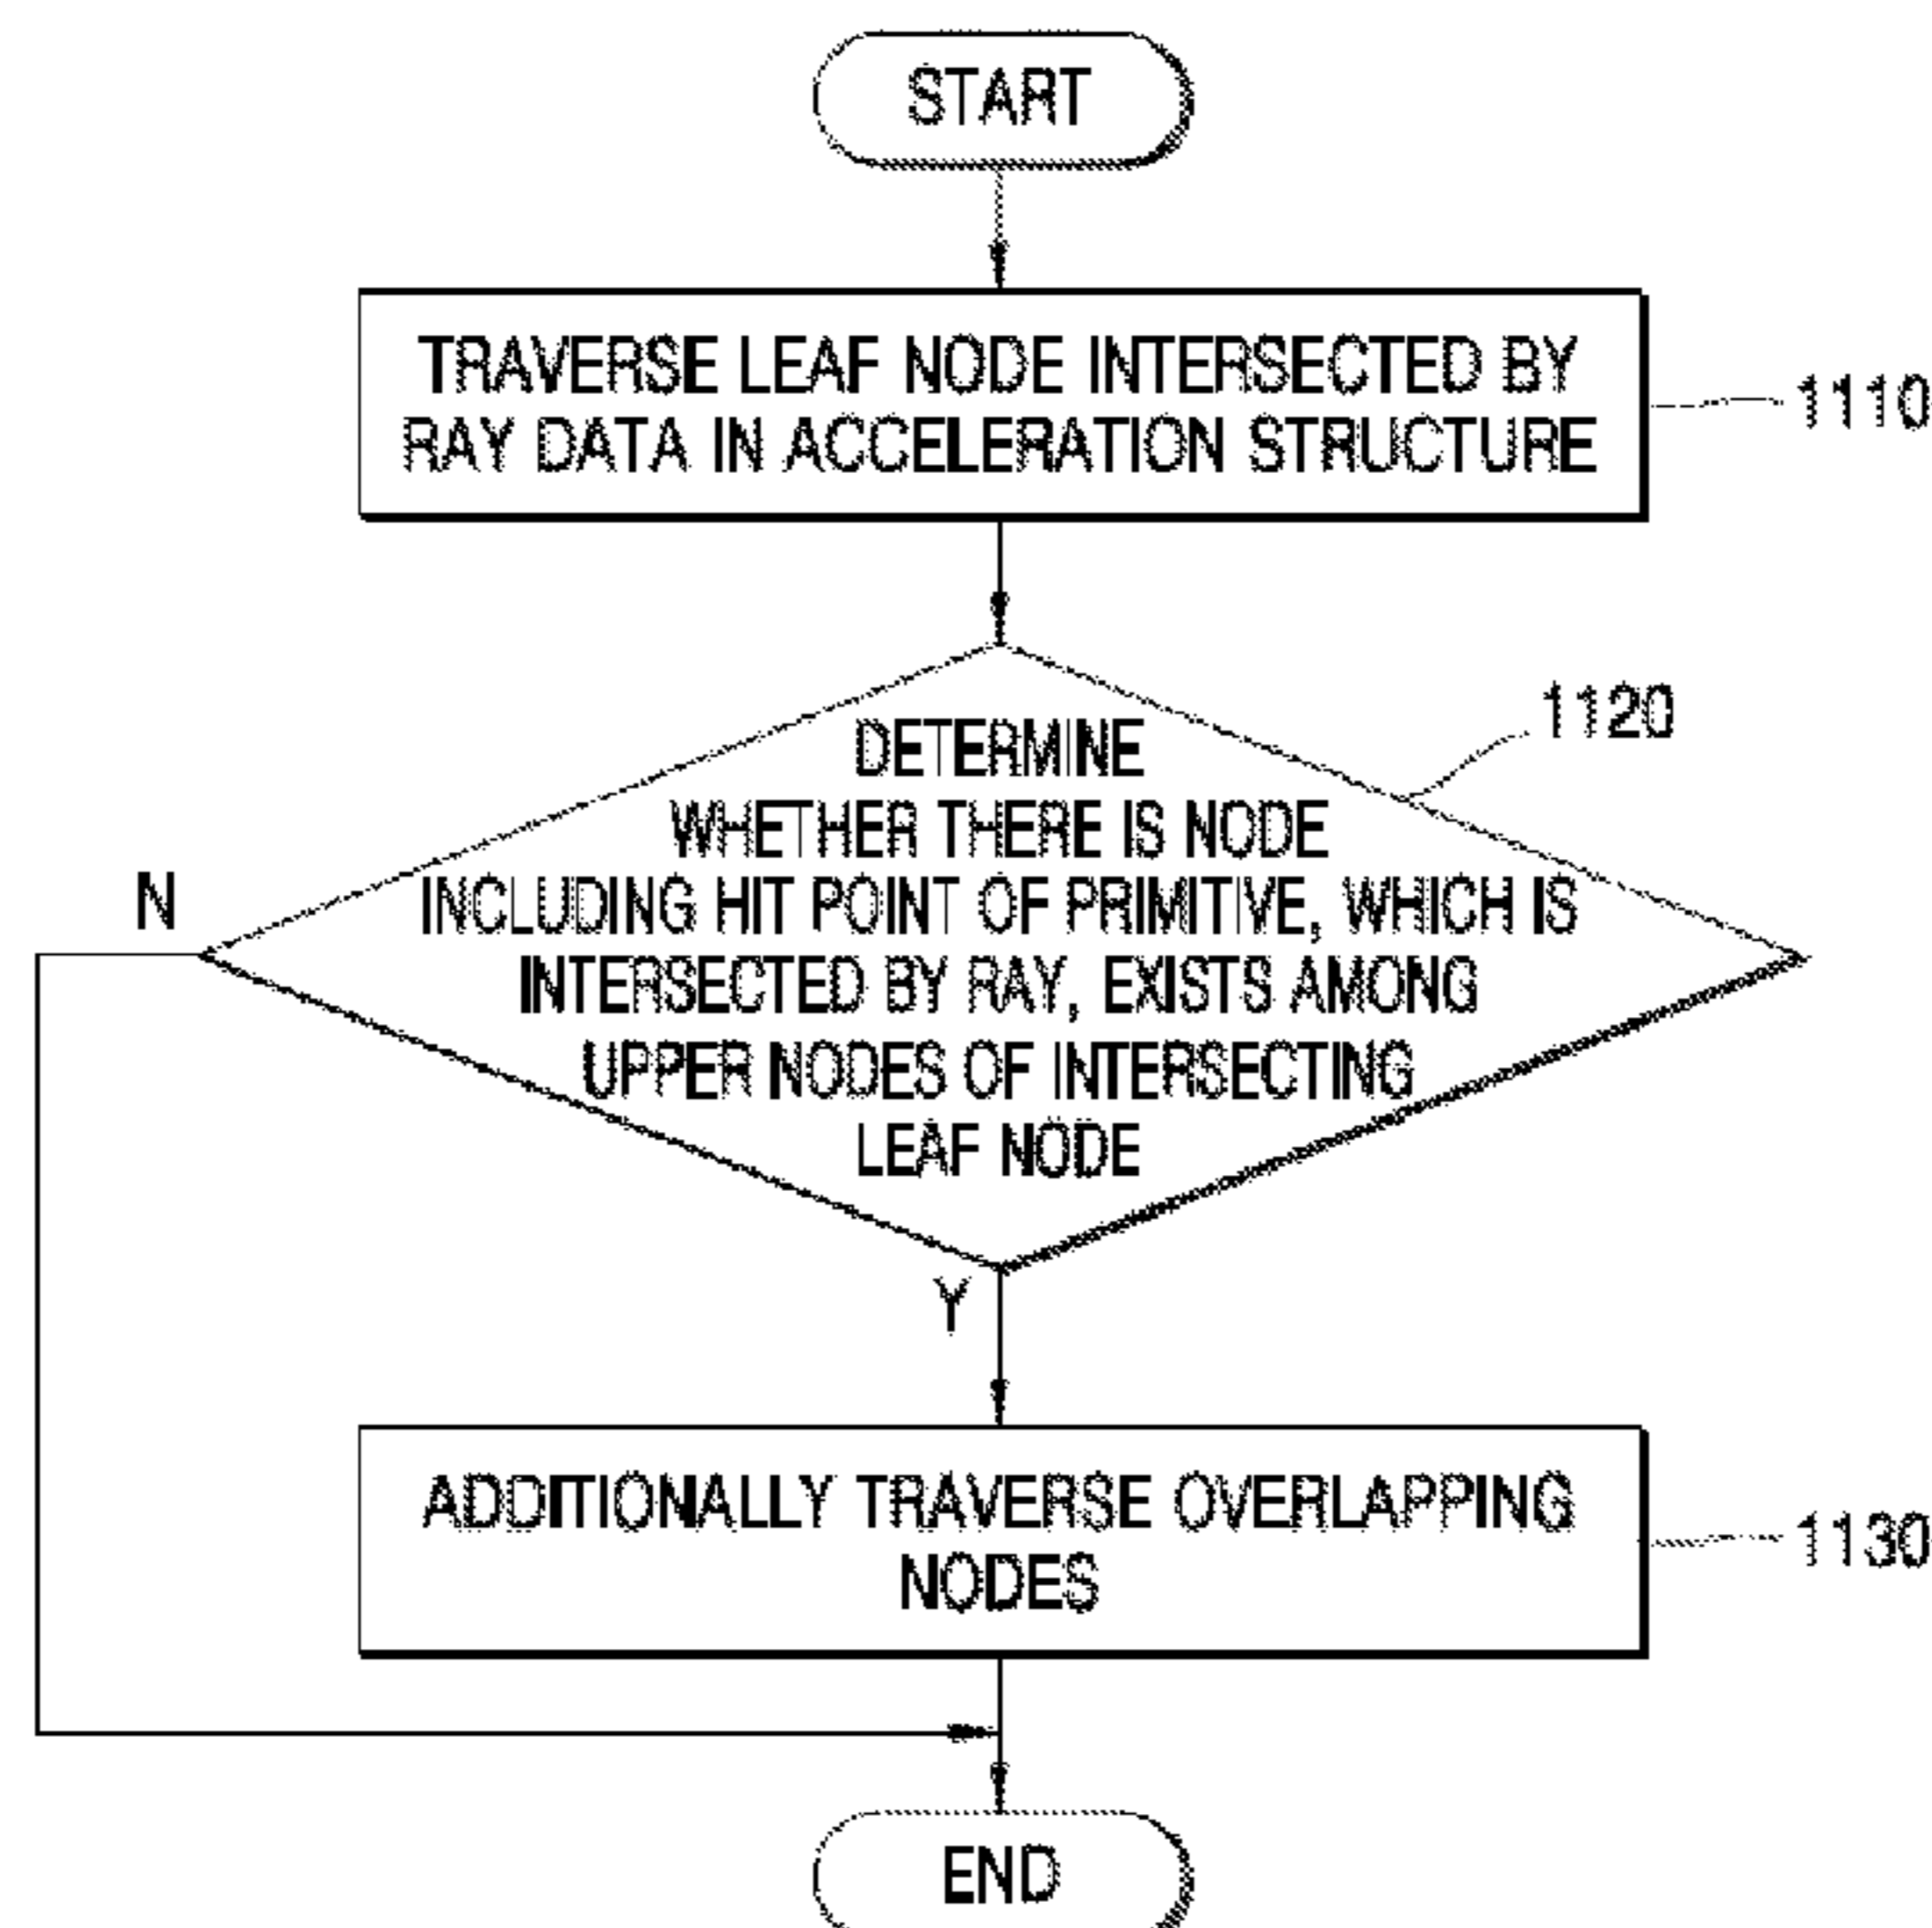 START
TRAVERSE LEAF NODE INTERSECTED BY
RAY DATA IN ACCELERATION STRUCTURE
1110
1120
DETERMINE
WHETHER THERE IS NODE
INCLUDING HIT POINT OF PRIMITIVE, WHICH IS
INTERSECTED BY RAY, EXISTS AMONG
UPPER NODES OF INTERSECTING
LEAF NODE
N
Y
ADDITIONALLY TRAVERSE OVERLAPPING
NODES
1130
END